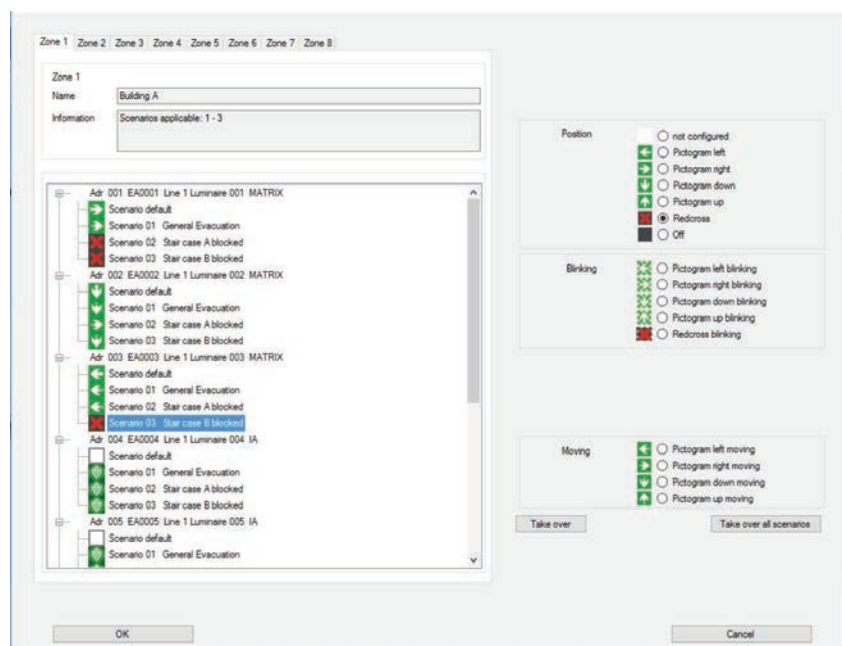 Zone 1 Zone 2 Zone 3 Zone 4 Zone 5 Zone 6 Zone 7 Zone 8
Zone 1
Name Building A
Information Scenarios applicable: 1 - 3
Adr 001 EA0001 Line 1 Luminaire 001 MATRIX
Scenario default
Scenario 01 General Evacuation
Scenario 02 Stair case A blocked
Scenario 03 Stair case B blocked
Adr 002 EA0002 Line 1 Luminaire 002 MATRIX
Scenario default
Scenario 01 General Evacuation
Scenario 02 Stair case A blocked
Scenario 03 Stair case B blocked
Adr 003 EA0003 Line 1 Luminaire 003 MATRIX
Scenario default
Scenario 01 General Evacuation
Scenario 02 Stair case A blocked
Scenario 03 Stair case B blocked
Adr 004 EA0004 Line 1 Luminaire 004 IA
Scenario default
Scenario 01 General Evacuation
Scenario 02 Stair case A blocked
Scenario 03 Stair case B blocked
Adr 005 EA0005 Line 1 Luminaire 005 IA
Scenario default
Scenario 01 General Evacuation
Position not configured
Pictogram left
Pictogram right
Pictogram down
Pictogram up
Redcross
Off
Blinking Pictogram left blinking
Pictogram right blinking
Pictogram down blinking
Pictogram up blinking
Redcross blinking
Moving Pictogram left moving
Pictogram right moving
Pictogram down moving
Pictogram up moving
Take over Take over all scenarios
OK Cancel